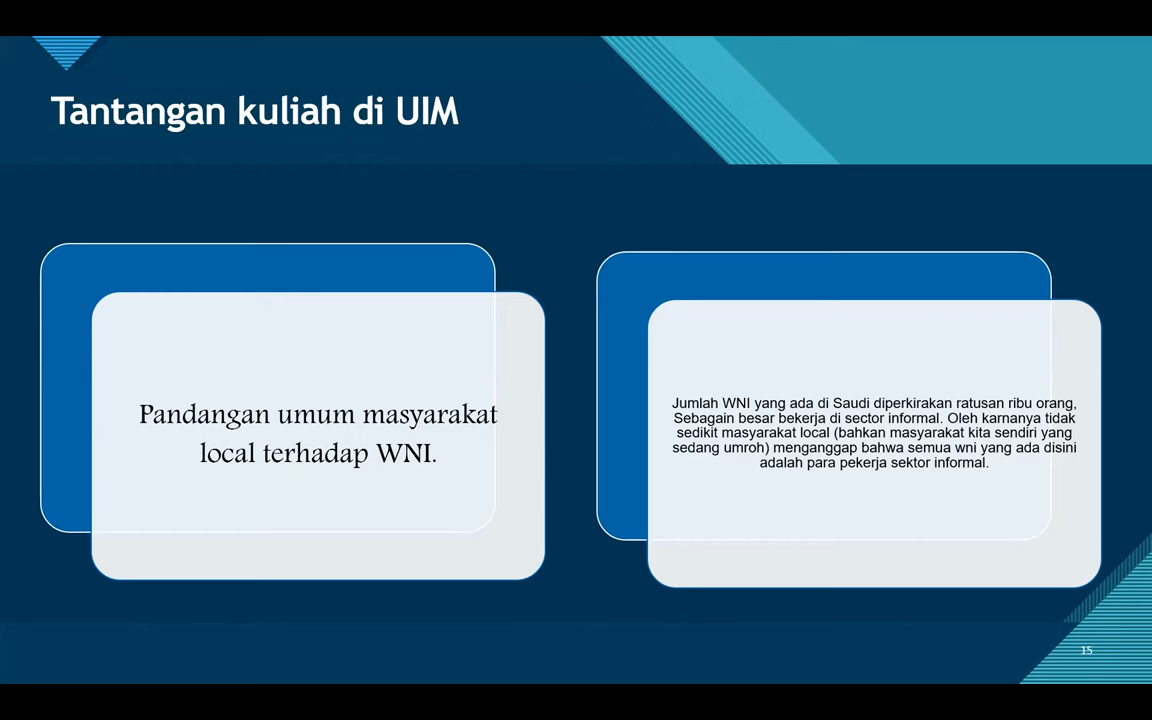 Tantangan kuliah di UIM
Pandangan umum masyarakat
local terhadap WNI.
Jumlah WNI yang ada di Saudi diperkirakan ratusan ribu orang,
Sebagain besar bekerja di sector informal. Oleh karnanya tidak
sedikit masyarakat local (bahkan masyarakat kita sendiri yang
sedang umroh) menganggap bahwa semua wni yang ada disini
adalah para pekerja sektor informal.
15